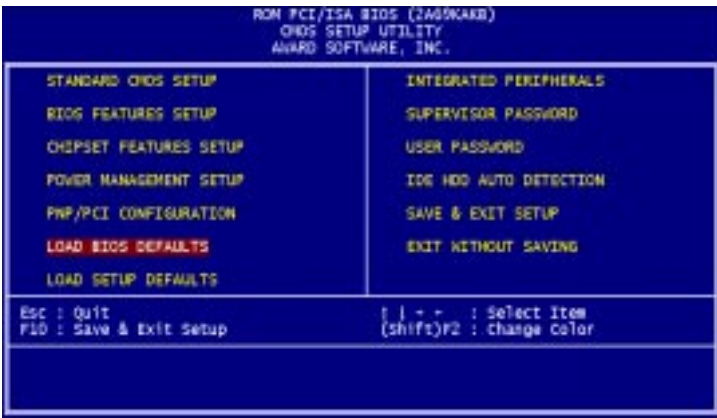 ROM PCI/ISA BIOS (2A69KAKB)
CMOS SETUP UTILITY
AWARD SOFTWARE, INC.
STANDARD CMOS SETUP
BIOS FEATURES SETUP
CHIPSET FEATURES SETUP
POWER MANAGEMENT SETUP
PNP/PCI CONFIGURATION
LOAD BIOS DEFAULTS
LOAD SETUP DEFAULTS
INTEGRATED PERIPHERALS
SUPERVISOR PASSWORD
USER PASSWORD
IDE HDD AUTO DETECTION
SAVE & EXIT SETUP
EXIT WITHOUT SAVING
Esc : Quit
F10 : Save & Exit Setup
↑ ↓ → ← : Select Item
(Shift)F2 : Change Color